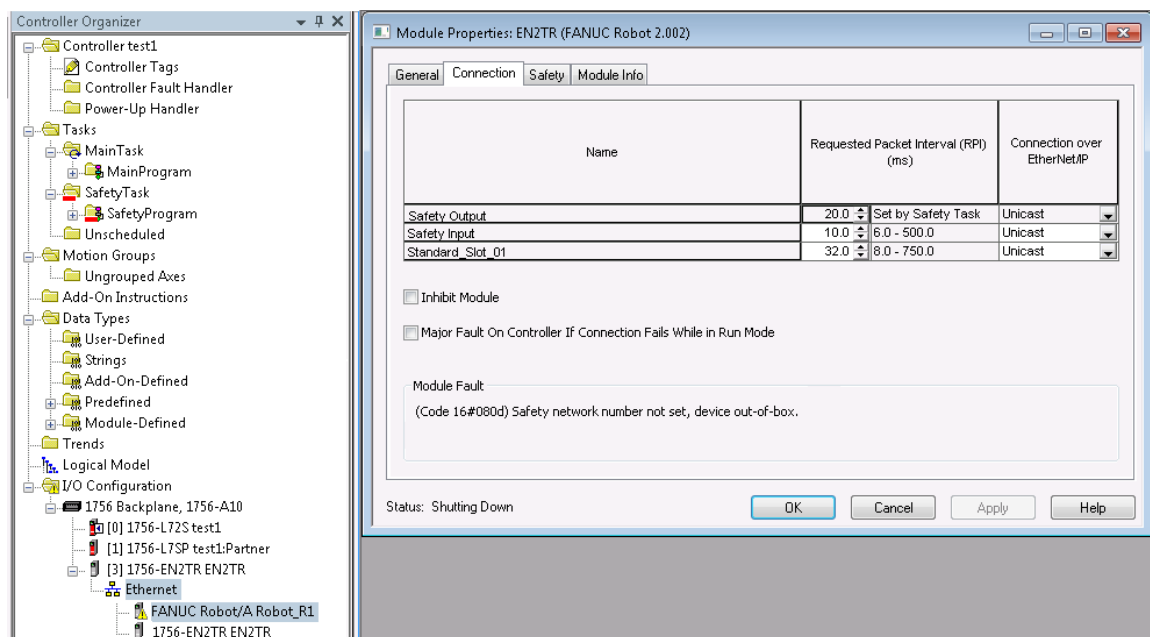 Controller Organizer
Controller test1
Controller Tags
Controller Fault Handler
Power-Up Handler
Tasks
MainTask
MainProgram
SafetyTask
SafetyProgram
Unscheduled
Motion Groups
Ungrouped Axes
Add-On Instructions
Data Types
User-Defined
Strings
Add-On-Defined
Predefined
Module-Defined
Trends
Logical Model
I/O Configuration
1756 Backplane, 1756-A10
[0] 1756-L72S test1
[1] 1756-L7SP test1:Partner
[3] 1756-EN2TR EN2TR
Ethernet
FANUC Robot/A Robot_R1
1756-EN2TR EN2TR
Module Properties: EN2TR (FANUC Robot 2.002)
General Connection Safety Module Info
Name
Requested Packet Interval (RPI)
(ms)
Connection over
EtherNet/IP
Safety Output 20.0 Set by Safety Task Unicast
Safety Input 10.0 6.0 - 500.0 Unicast
Standard_Slot_01 32.0 8.0 - 750.0 Unicast
Inhibit Module
Major Fault On Controller If Connection Fails While in Run Mode
Module Fault
(Code 16#080d) Safety network number not set, device out-of-box.
Status: Shutting Down
OK Cancel Apply Help